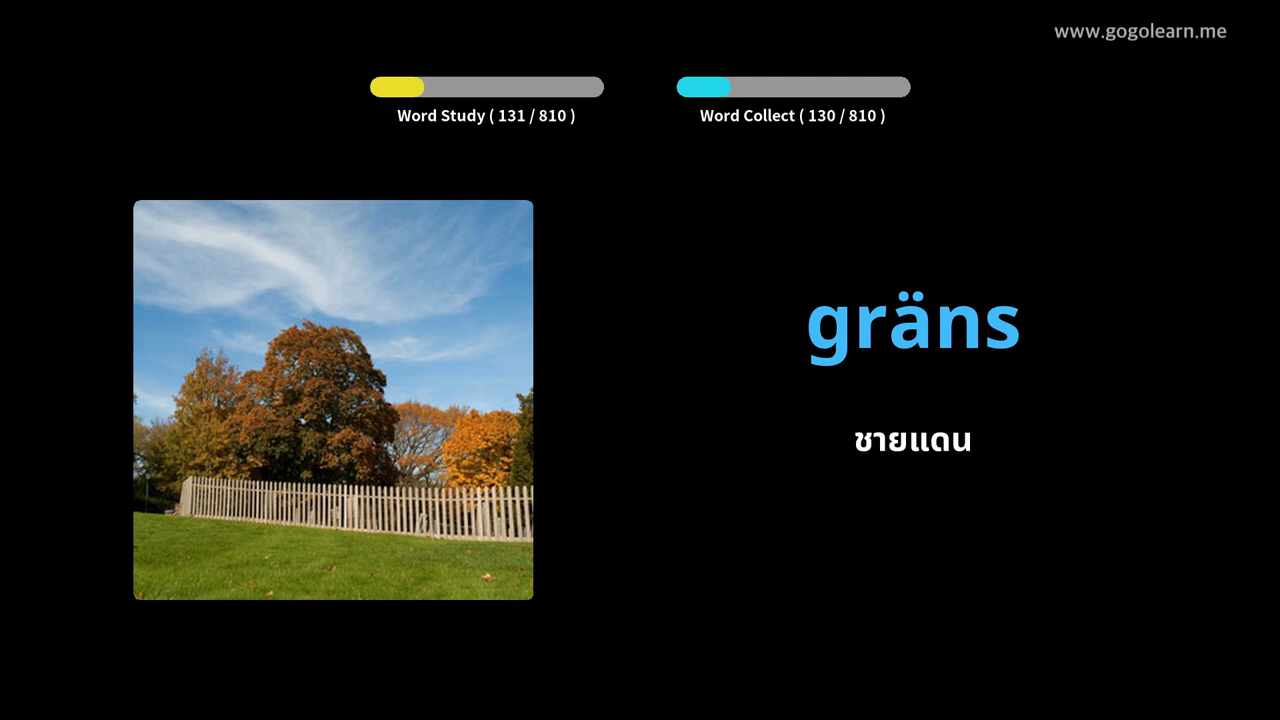 www.gogolearn.me
Word Study ( 131 / 810 )
Word Collect ( 130 / 810 )
gräns
ชายแดน